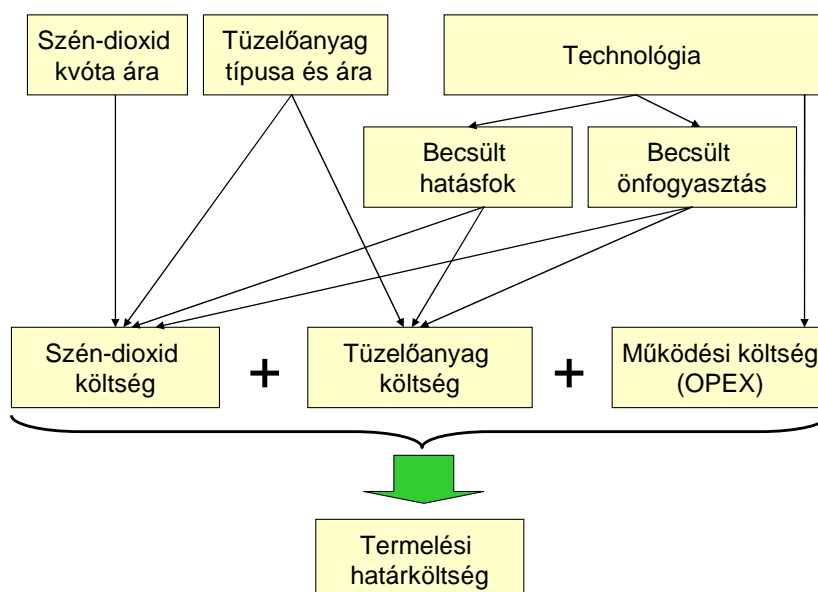 Szén-dioxid
kvóta ára
Tüzelőanyag
típusa és ára
Technológia
Becsült
hatásfok
Becsült
önfogyasztás
Szén-dioxid
költség
+
Tüzelőanyag
költség
+
Működési költség
(OPEX)
Termelési
határköltség